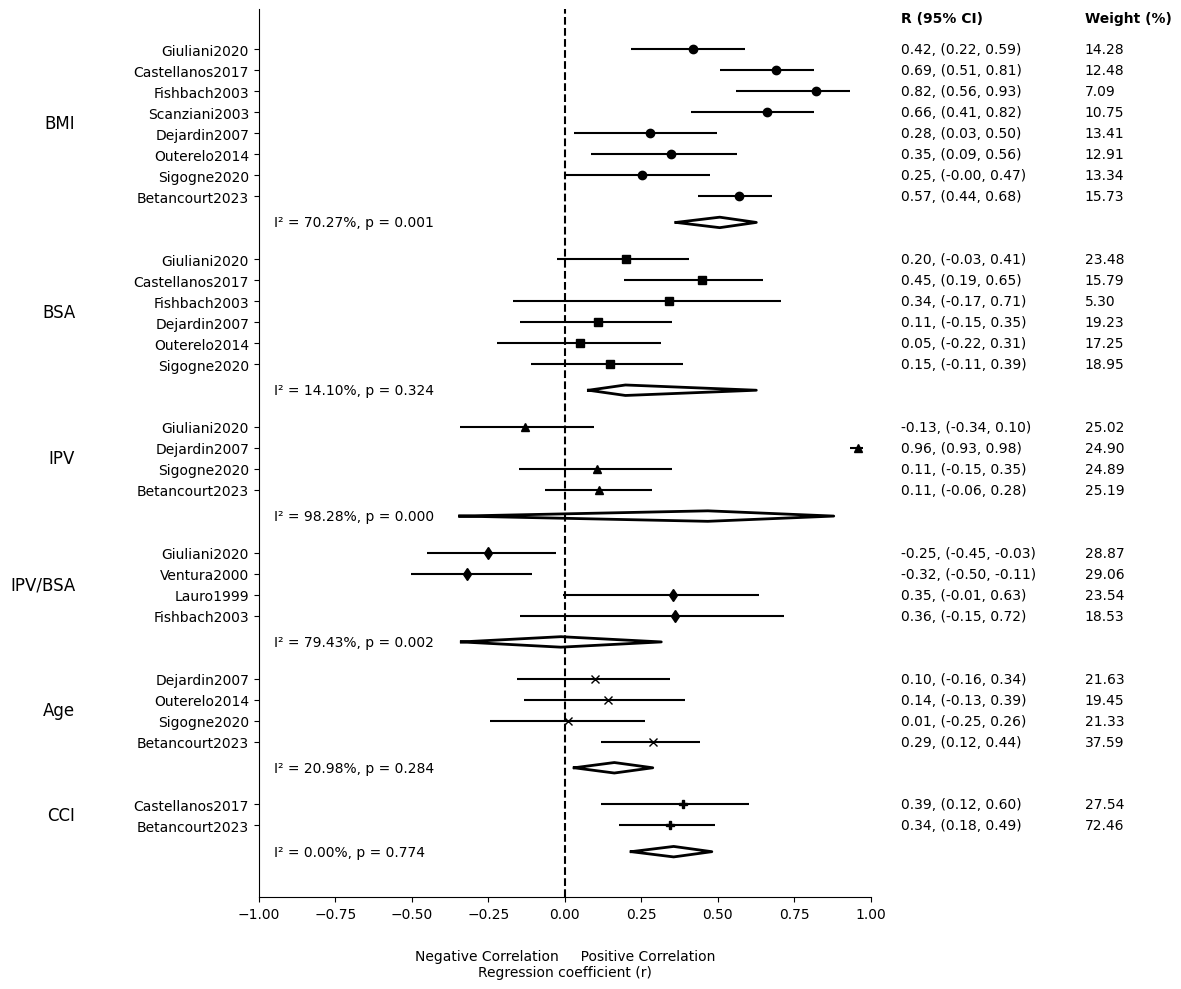 R (95% CI) Weight (%)
Giuliani2020 0.42, (0.22, 0.59) 14.28
Castellanos2017 0.69, (0.51, 0.81) 12.48
Fishbach2003 0.82, (0.56, 0.93) 7.09
Scanziani2003 0.66, (0.41, 0.82) 10.75
BMI
Dejardin2007 0.28, (0.03, 0.50) 13.41
Outerelo2014 0.35, (0.09, 0.56) 12.91
Sigogne2020 0.25, (-0.00, 0.47) 13.34
Betancourt2023 0.57, (0.44, 0.68) 15.73
I² = 70.27%, p = 0.001
Giuliani2020 0.20, (-0.03, 0.41) 23.48
Castellanos2017 0.45, (0.19, 0.65) 15.79
Fishbach2003 0.34, (-0.17, 0.71) 5.30
BSA
Dejardin2007 0.11, (-0.15, 0.35) 19.23
Outerelo2014 0.05, (-0.22, 0.31) 17.25
Sigogne2020 0.15, (-0.11, 0.39) 18.95
I² = 14.10%, p = 0.324
Giuliani2020 -0.13, (-0.34, 0.10) 25.02
Dejardin2007 0.96, (0.93, 0.98) 24.90
IPV
Sigogne2020 0.11, (-0.15, 0.35) 24.89
Betancourt2023 0.11, (-0.06, 0.28) 25.19
I² = 98.28%, p = 0.000
Giuliani2020 -0.25, (-0.45, -0.03) 28.87
Ventura2000 -0.32, (-0.50, -0.11) 29.06
IPV/BSA
Lauro1999 0.35, (-0.01, 0.63) 23.54
Fishbach2003 0.36, (-0.15, 0.72) 18.53
I² = 79.43%, p = 0.002
Dejardin2007 0.10, (-0.16, 0.34) 21.63
Outerelo2014 0.14, (-0.13, 0.39) 19.45
Age
Sigogne2020 0.01, (-0.25, 0.26) 21.33
Betancourt2023 0.29, (0.12, 0.44) 37.59
I² = 20.98%, p = 0.284
Castellanos2017 0.39, (0.12, 0.60) 27.54
CCI
Betancourt2023 0.34, (0.18, 0.49) 72.46
I² = 0.00%, p = 0.774
−1.00 −0.75 −0.50 −0.25 0.00 0.25 0.50 0.75 1.00
Negative Correlation Positive Correlation
Regression coefficient (r)